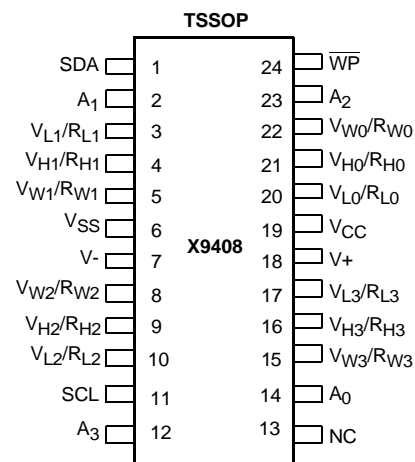 TSSOP
SDA 1 24 W̅P̅
A1 2 23 A2
VL1/RL1 3 22 VW0/RW0
VH1/RH1 4 21 VH0/RH0
VW1/RW1 5 20 VL0/RL0
VSS 6 19 VCC
X9408
V- 7 18 V+
VW2/RW2 8 17 VL3/RL3
VH2/RH2 9 16 VH3/RH3
VL2/RL2 10 15 VW3/RW3
SCL 11 14 A0
A3 12 13 NC